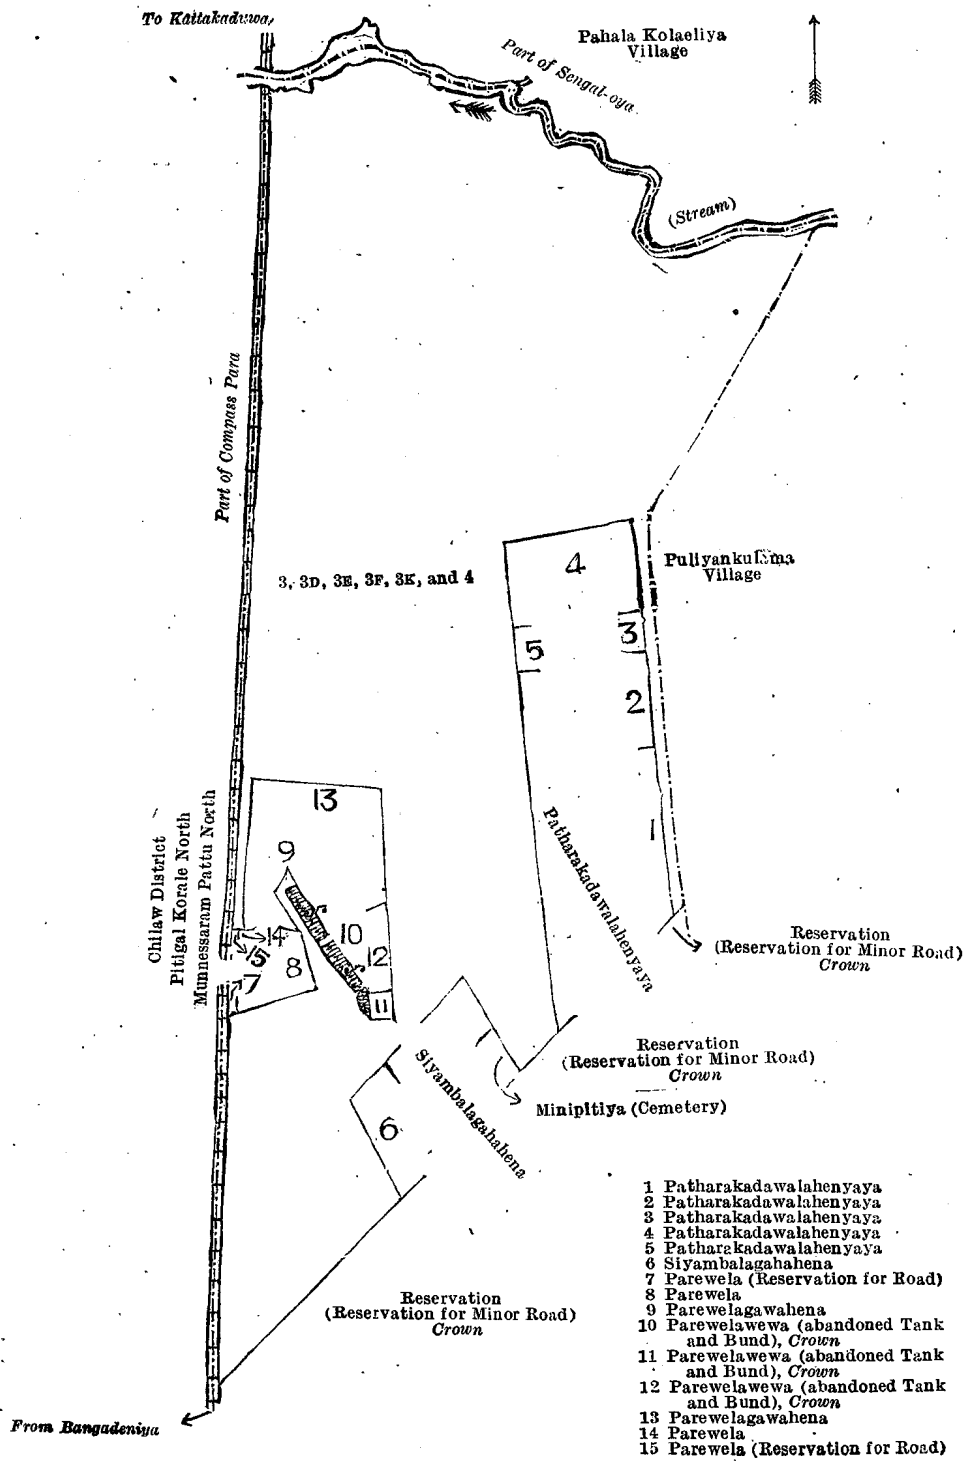 To Kattakaduwa
Pahala Kolaeliya
Village
Part of Sengal-oya
(Stream)
Part of Compass Para
3, 3D, 3E, 3F, 3K, and 4
4
Puliyankulama
Village
3
5
2
13
Patharakadawalahenyaya
1
Chilaw District
Pitigal Korale North
Munnessaram Pattu North
9
10
14
12
15
8
7
11
Reservation
(Reservation for Minor Road)
Crown
Reservation
(Reservation for Minor Road)
Crown
Siyambalagahahena
Minipitiya (Cemetery)
6
Reservation
(Reservation for Minor Road)
Crown
1 Patharakadawalahenyaya
2 Patharakadawalahenyaya
3 Patharakadawalahenyaya
4 Patharakadawalahenyaya
5 Patharakadawalahenyaya
6 Siyambalagahahena
7 Parewela (Reservation for Road)
8 Parewela
9 Parewelagawahena
10 Parewelawewa (abandoned Tank
and Bund), Crown
11 Parewelawewa (abandoned Tank
and Bund), Crown
12 Parewelawewa (abandoned Tank
and Bund), Crown
13 Parewelagawahena
14 Parewela
15 Parewela (Reservation for Road)
From Bangadeniya